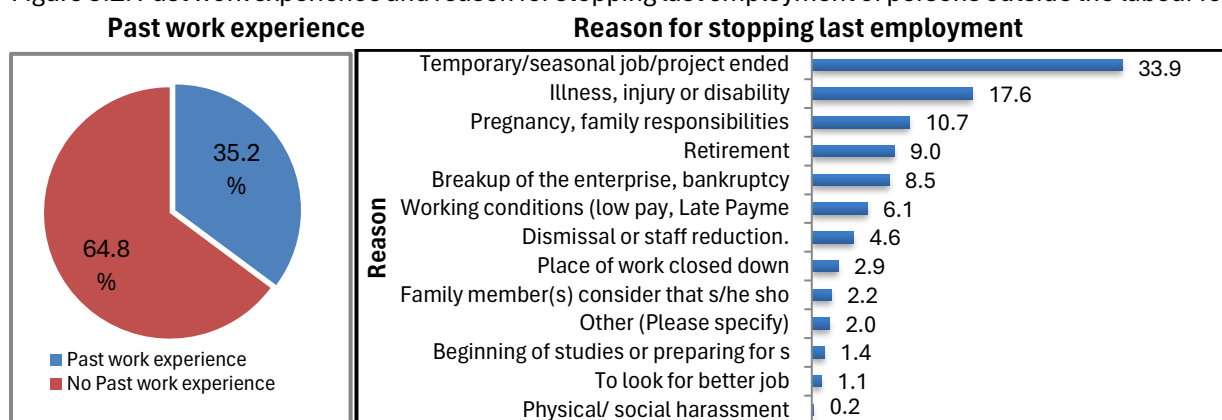 Past work experience
35.2
%
64.8
%
Past work experience
No Past work experience
Reason for stopping last employment
Reason
Temporary/seasonal job/project ended 33.9
Illness, injury or disability 17.6
Pregnancy, family responsibilities 10.7
Retirement 9.0
Breakup of the enterprise, bankruptcy 8.5
Working conditions (low pay, Late Payme 6.1
Dismissal or staff reduction. 4.6
Place of work closed down 2.9
Family member(s) consider that s/he sho 2.2
Other (Please specify) 2.0
Beginning of studies or preparing for s 1.4
To look for better job 1.1
Physical/ social harassment 0.2